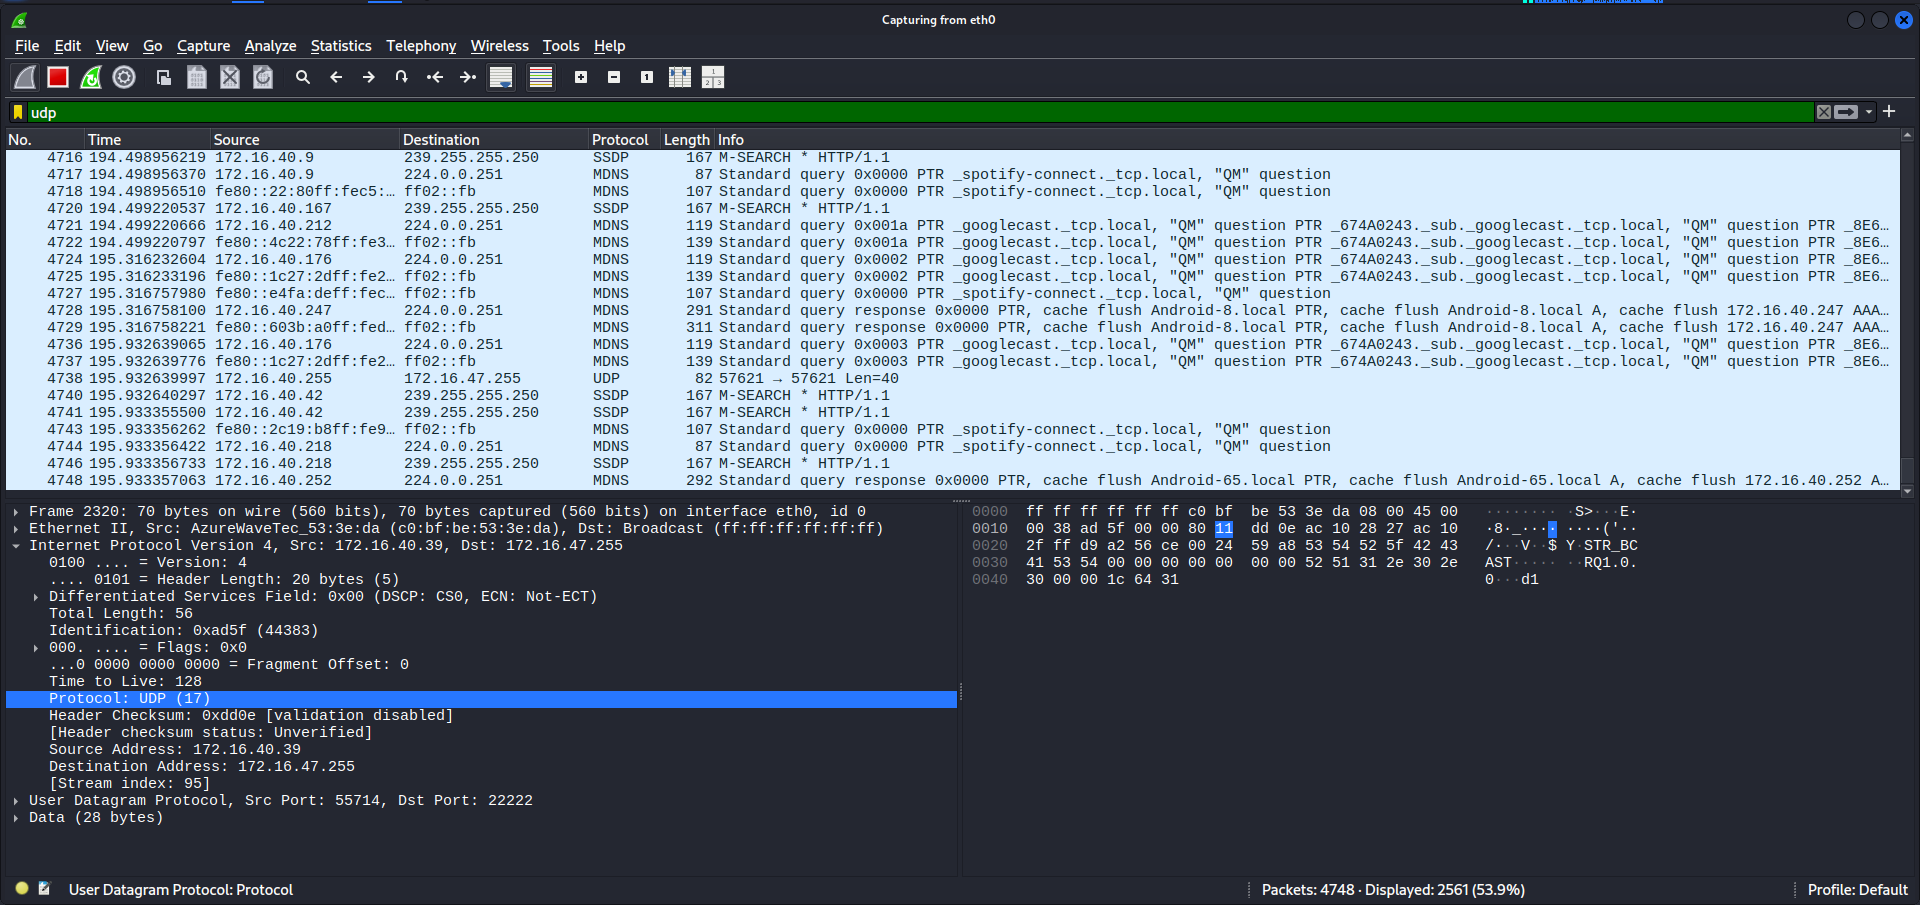 Capturing from eth0
File Edit View Go Capture Analyze Statistics Telephony Wireless Tools Help
udp
No. Time Source Destination Protocol Length Info
4716 194.498956219 172.16.40.9 239.255.255.250 SSDP 167 M-SEARCH * HTTP/1.1
4717 194.498956370 172.16.40.9 224.0.0.251 MDNS 87 Standard query 0x0000 PTR _spotify-connect._tcp.local, "QM" question
4718 194.498956510 fe80::22:80ff:fec5:… ff02::fb MDNS 107 Standard query 0x0000 PTR _spotify-connect._tcp.local, "QM" question
4720 194.499220537 172.16.40.167 239.255.255.250 SSDP 167 M-SEARCH * HTTP/1.1
4721 194.499220666 172.16.40.212 224.0.0.251 MDNS 119 Standard query 0x001a PTR _googlecast._tcp.local, "QM" question PTR _674A0243._sub._googlecast._tcp.local, "QM" question PTR _8E6…
4722 194.499220797 fe80::4c22:78ff:fe3… ff02::fb MDNS 139 Standard query 0x001a PTR _googlecast._tcp.local, "QM" question PTR _674A0243._sub._googlecast._tcp.local, "QM" question PTR _8E6…
4724 195.316232604 172.16.40.176 224.0.0.251 MDNS 119 Standard query 0x0002 PTR _googlecast._tcp.local, "QM" question PTR _674A0243._sub._googlecast._tcp.local, "QM" question PTR _8E6…
4725 195.316233196 fe80::1c27:2dff:fe2… ff02::fb MDNS 139 Standard query 0x0002 PTR _googlecast._tcp.local, "QM" question PTR _674A0243._sub._googlecast._tcp.local, "QM" question PTR _8E6…
4727 195.316757980 fe80::e4fa:deff:fec… ff02::fb MDNS 107 Standard query 0x0000 PTR _spotify-connect._tcp.local, "QM" question
4728 195.316758100 172.16.40.247 224.0.0.251 MDNS 291 Standard query response 0x0000 PTR, cache flush Android-8.local PTR, cache flush Android-8.local A, cache flush 172.16.40.247 AAA…
4729 195.316758221 fe80::603b:a0ff:fed… ff02::fb MDNS 311 Standard query response 0x0000 PTR, cache flush Android-8.local PTR, cache flush Android-8.local A, cache flush 172.16.40.247 AAA…
4736 195.932639065 172.16.40.176 224.0.0.251 MDNS 119 Standard query 0x0003 PTR _googlecast._tcp.local, "QM" question PTR _674A0243._sub._googlecast._tcp.local, "QM" question PTR _8E6…
4737 195.932639776 fe80::1c27:2dff:fe2… ff02::fb MDNS 139 Standard query 0x0003 PTR _googlecast._tcp.local, "QM" question PTR _674A0243._sub._googlecast._tcp.local, "QM" question PTR _8E6…
4738 195.932639997 172.16.40.255 172.16.47.255 UDP 82 57621 → 57621 Len=40
4740 195.932640297 172.16.40.42 239.255.255.250 SSDP 167 M-SEARCH * HTTP/1.1
4741 195.933355500 172.16.40.42 239.255.255.250 SSDP 167 M-SEARCH * HTTP/1.1
4743 195.933356262 fe80::2c19:b8ff:fe9… ff02::fb MDNS 107 Standard query 0x0000 PTR _spotify-connect._tcp.local, "QM" question
4744 195.933356422 172.16.40.218 224.0.0.251 MDNS 87 Standard query 0x0000 PTR _spotify-connect._tcp.local, "QM" question
4746 195.933356733 172.16.40.218 239.255.255.250 SSDP 167 M-SEARCH * HTTP/1.1
4748 195.933357063 172.16.40.252 224.0.0.251 MDNS 292 Standard query response 0x0000 PTR, cache flush Android-65.local PTR, cache flush Android-65.local A, cache flush 172.16.40.252 A…
Frame 2320: 70 bytes on wire (560 bits), 70 bytes captured (560 bits) on interface eth0, id 0
Ethernet II, Src: AzureWaveTec_53:3e:da (c0:bf:be:53:3e:da), Dst: Broadcast (ff:ff:ff:ff:ff:ff)
Internet Protocol Version 4, Src: 172.16.40.39, Dst: 172.16.47.255
0100 .... = Version: 4
.... 0101 = Header Length: 20 bytes (5)
Differentiated Services Field: 0x00 (DSCP: CS0, ECN: Not-ECT)
Total Length: 56
Identification: 0xad5f (44383)
000. .... = Flags: 0x0
...0 0000 0000 0000 = Fragment Offset: 0
Time to Live: 128
Protocol: UDP (17)
Header Checksum: 0xdd0e [validation disabled]
[Header checksum status: Unverified]
Source Address: 172.16.40.39
Destination Address: 172.16.47.255
[Stream index: 95]
User Datagram Protocol, Src Port: 55714, Dst Port: 22222
Data (28 bytes)
0000 ff ff ff ff ff ff c0 bf be 53 3e da 08 00 45 00 ········ ·S>···E·
0010 00 38 ad 5f 00 00 80 11 dd 0e ac 10 28 27 ac 10 ·8·_···· ····('··
0020 2f ff d9 a2 56 ce 00 24 59 a8 53 54 52 5f 42 43 /···V··$ Y·STR_BC
0030 41 53 54 00 00 00 00 00 00 00 52 51 31 2e 30 2e AST····· ··RQ1.0.
0040 30 00 00 1c 64 31 0···d1
User Datagram Protocol: Protocol
Packets: 4748 · Displayed: 2561 (53.9%)
Profile: Default